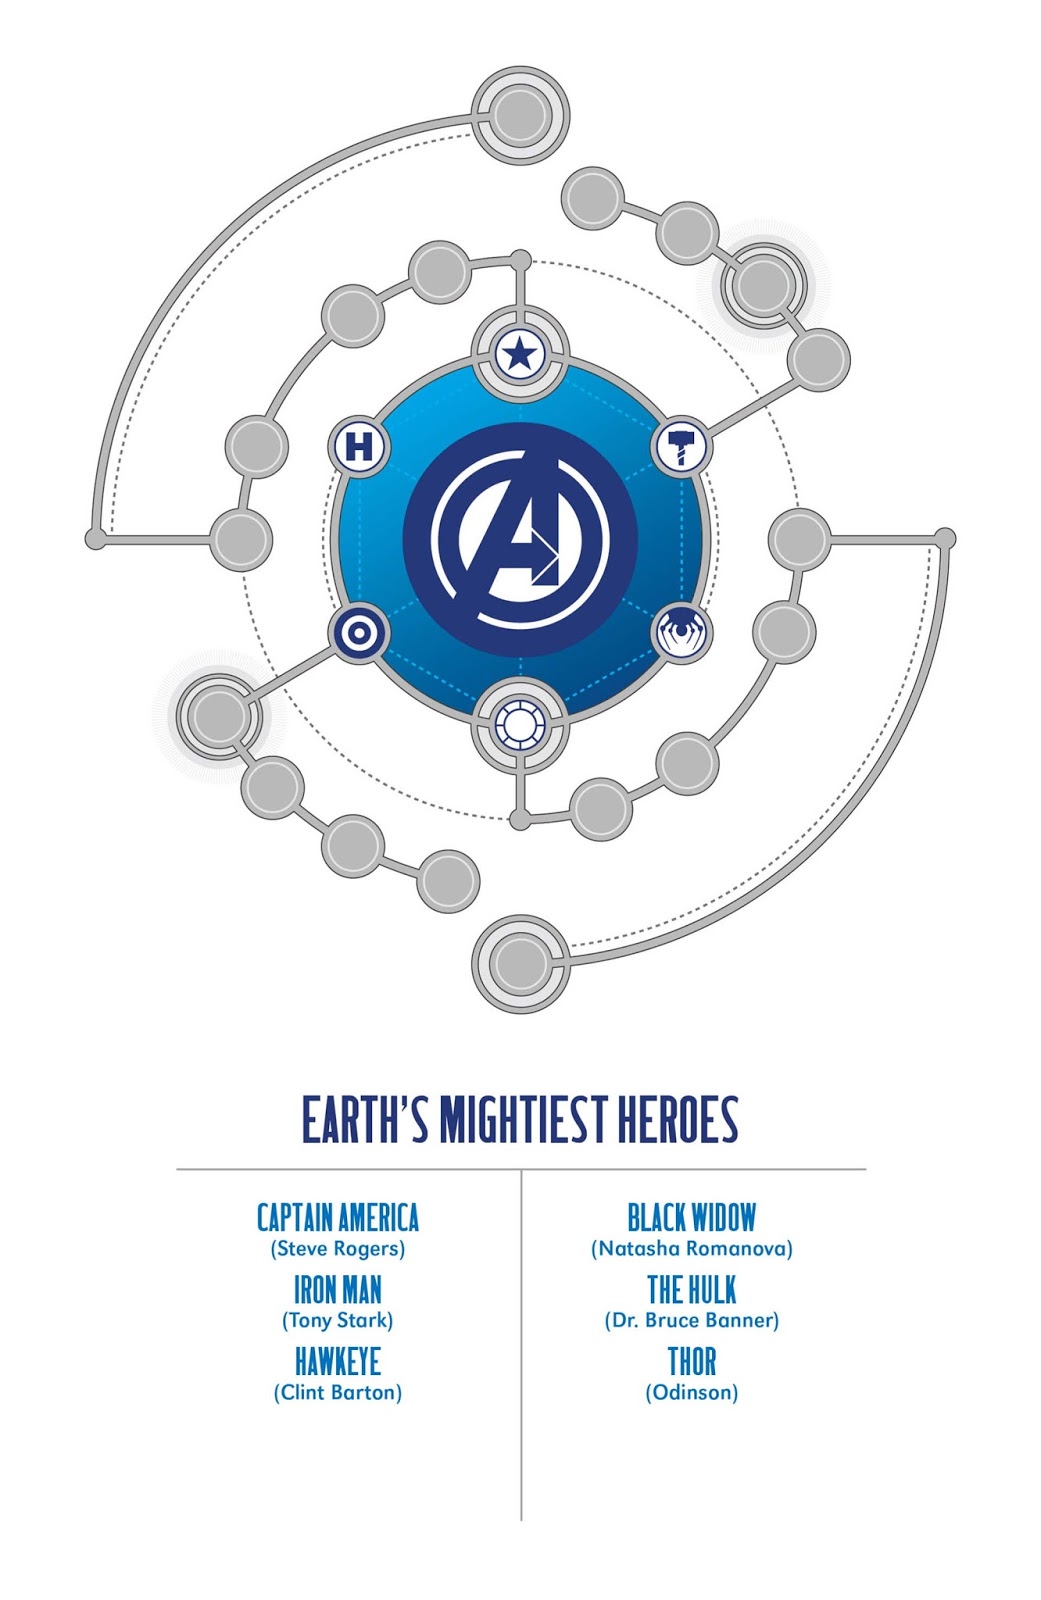 H
A
EARTH'S MIGHTIEST HEROES
CAPTAIN AMERICA
(Steve Rogers)
IRON MAN
(Tony Stark)
HAWKEYE
(Clint Barton)
BLACK WIDOW
(Natasha Romanova)
THE HULK
(Dr. Bruce Banner)
THOR
(Odinson)